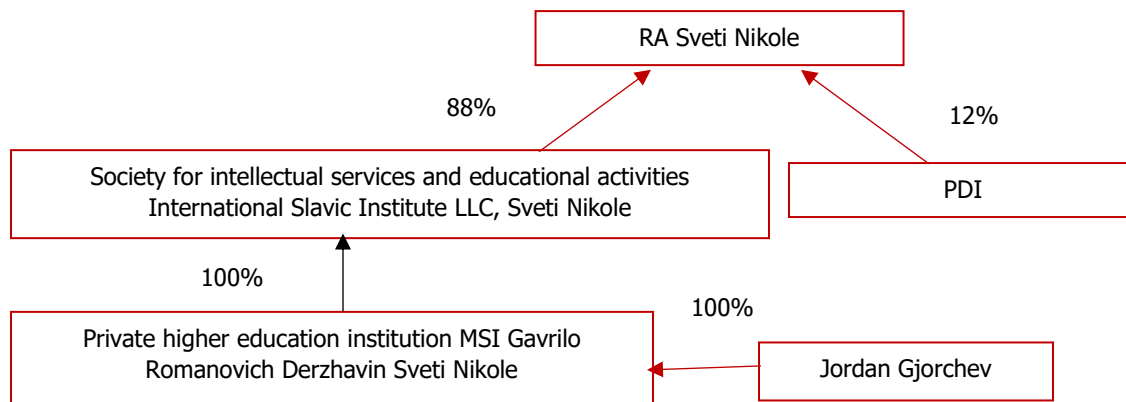 RA Sveti Nikole
88%
12%
Society for intellectual services and educational activities
International Slavic Institute LLC, Sveti Nikole
PDI
100%
100%
Private higher education institution MSI Gavrilo
Romanovich Derzhavin Sveti Nikole
Jordan Gjorchev